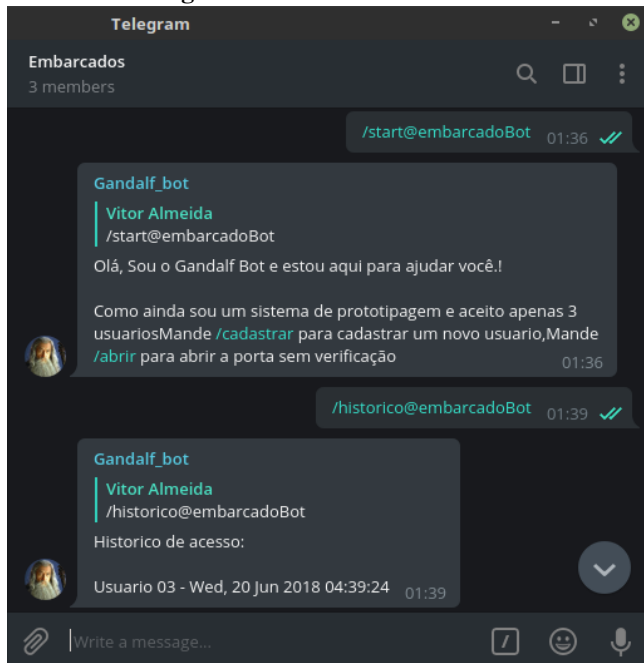 Telegram
Embarcados
3 members
/start@embarcadoBot 01:36
Gandalf_bot
Vitor Almeida
/start@embarcadoBot
Olá, Sou o Gandalf Bot e estou aqui para ajudar você.!
Como ainda sou um sistema de prototipagem e aceito apenas 3
usuariosMande /cadastrar para cadastrar um novo usuario,Mande
/abrir para abrir a porta sem verificação 01:36
/historico@embarcadoBot 01:39
Gandalf_bot
Vitor Almeida
/historico@embarcadoBot
Historico de acesso:
Usuario 03 - Wed, 20 Jun 2018 04:39:24 01:39
Write a message...